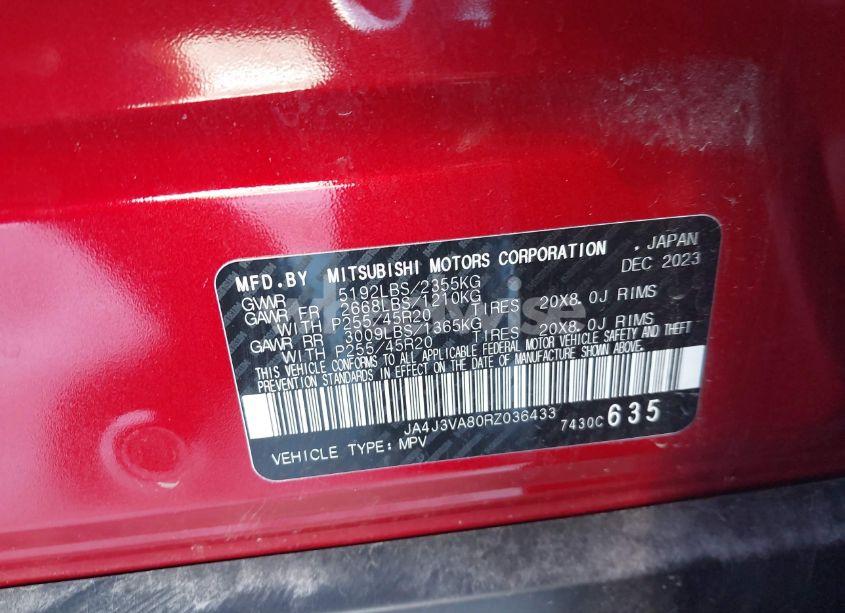 MFD.BY MITSUBISHI MOTORS CORPORATION . JAPAN
GVWR 5192LBS/2355KG DEC 2023
GAWR FR 2668LBS/1210KG
WITH P255/45R20 TIRES 20X8.0J RIMS
GAWR RR 3009LBS/1365KG
WITH P255/45R20 TIRES 20X8.0J RIMS
THIS VEHICLE CONFORMS TO ALL APPLICABLE FEDERAL MOTOR VEHICLE SAFETY AND THEFT
PREVENTION STANDARDS IN EFFECT ON THE DATE OF MANUFACTURE SHOWN ABOVE.
JA4J3VA80RZ036433 7430C 635
VEHICLE TYPE: MPV